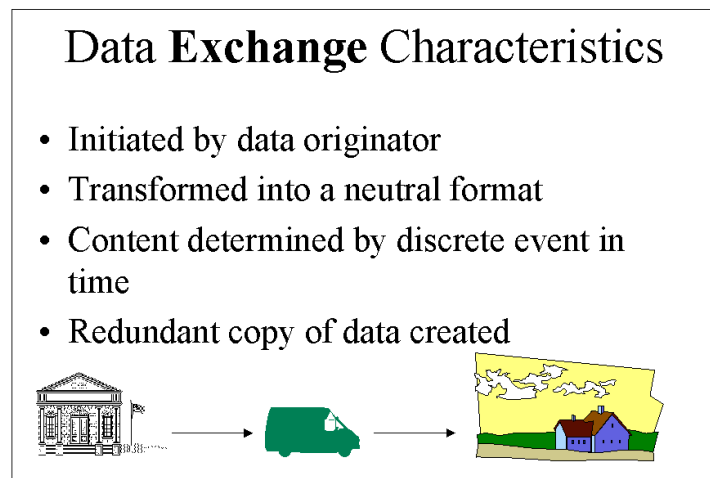 Data Exchange Characteristics
• Initiated by data originator
• Transformed into a neutral format
• Content determined by discrete event in
time
• Redundant copy of data created